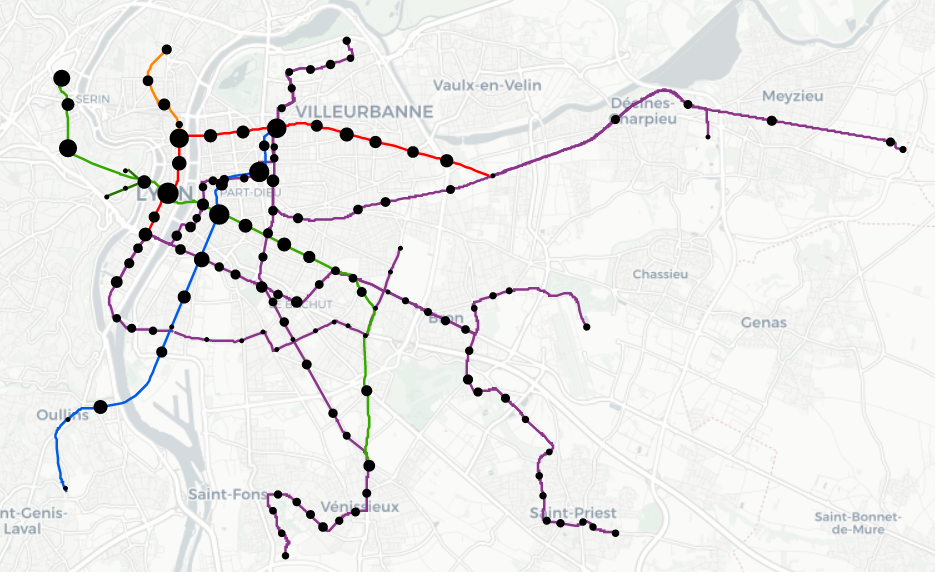 SERIN
Vaulx-en-Velin
VILLEURBANNE
Décines-
Charpieu
Meyzieu
LYON
PART-DIEU
Chassieu
Genas
Bron
Oullins
Saint-Fons
Vénissieux
nt-Genis-
Laval
Saint-Priest
Saint-Bonnet-
de-Mure